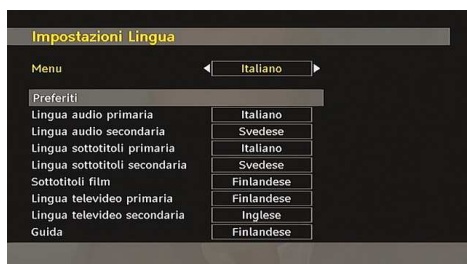 Impostazioni Lingua
Menu Italiano
Preferiti
Lingua audio primaria Italiano
Lingua audio secondaria Svedese
Lingua sottotitoli primaria Italiano
Lingua sottotitoli secondaria Svedese
Sottotitoli film Finlandese
Lingua televideo primaria Finlandese
Lingua televideo secondaria Inglese
Guida Finlandese